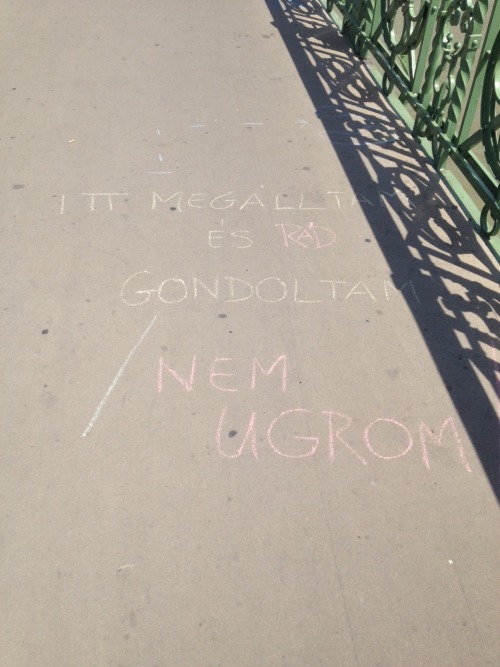 ITT MEGÁLLTAM
ÉS RÁD
GONDOLTAM
/ NEM
UGROM